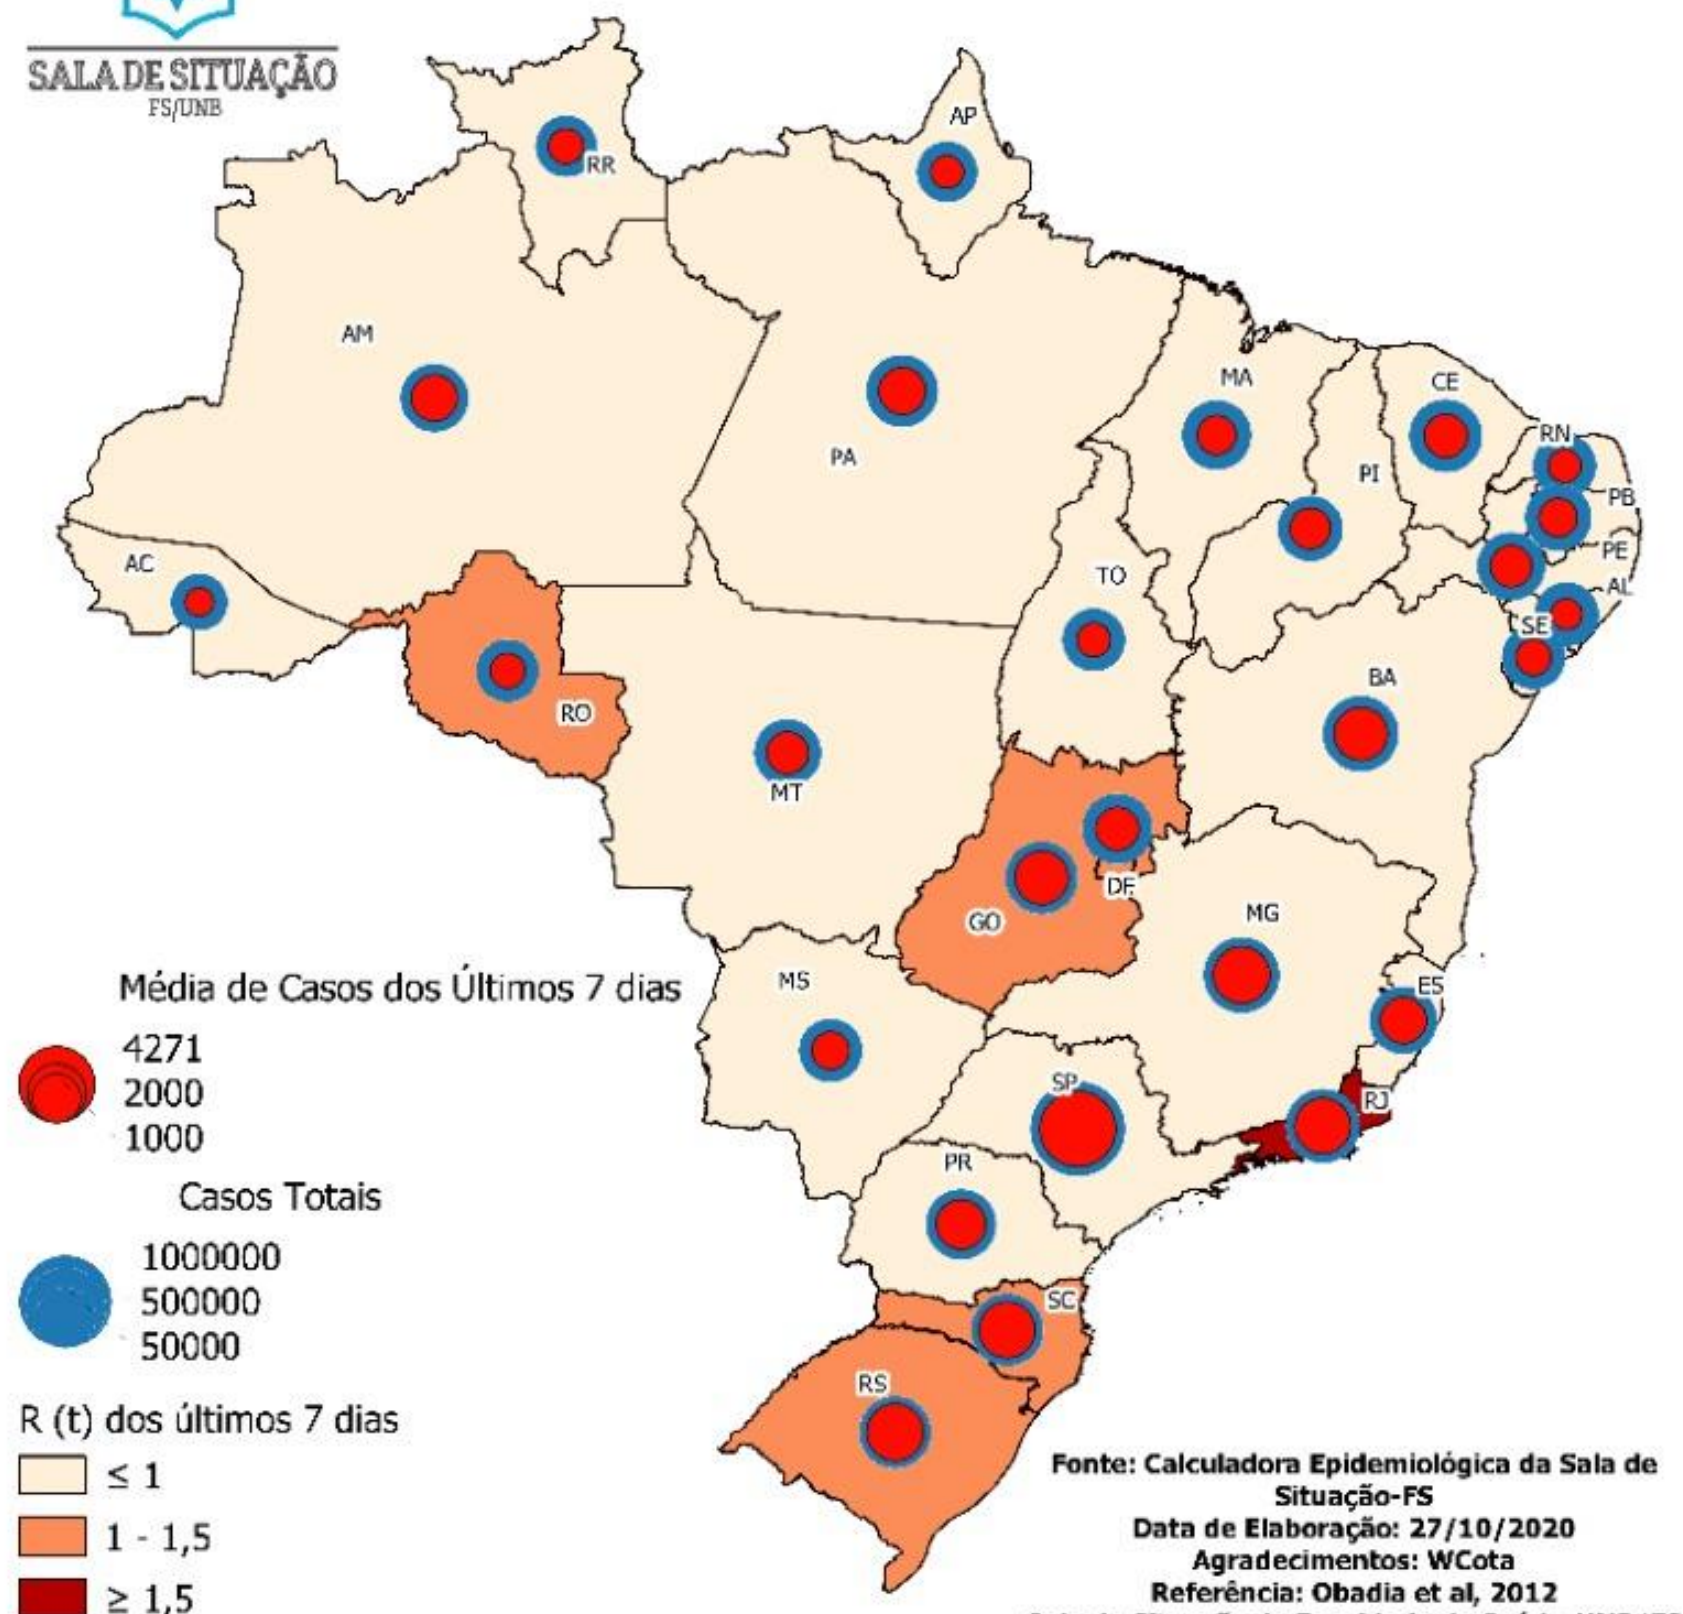 SALA DE SITUAÇÃO
FS/UNB
AP
RR
AM
MA
CE
RN
PA
PI
PB
PE
AC
TO
AL
SE
BA
RO
MT
DF
GO
MG
MS
ES
SP
RJ
PR
SC
RS
Média de Casos dos Últimos 7 dias
4271
2000
1000
Casos Totais
1000000
500000
50000
R (t) dos últimos 7 dias
≤ 1
1 - 1,5
≥ 1,5
Fonte: Calculadora Epidemiológica da Sala de
Situação-FS
Data de Elaboração: 27/10/2020
Agradecimentos: WCota
Referência: Obadia et al, 2012